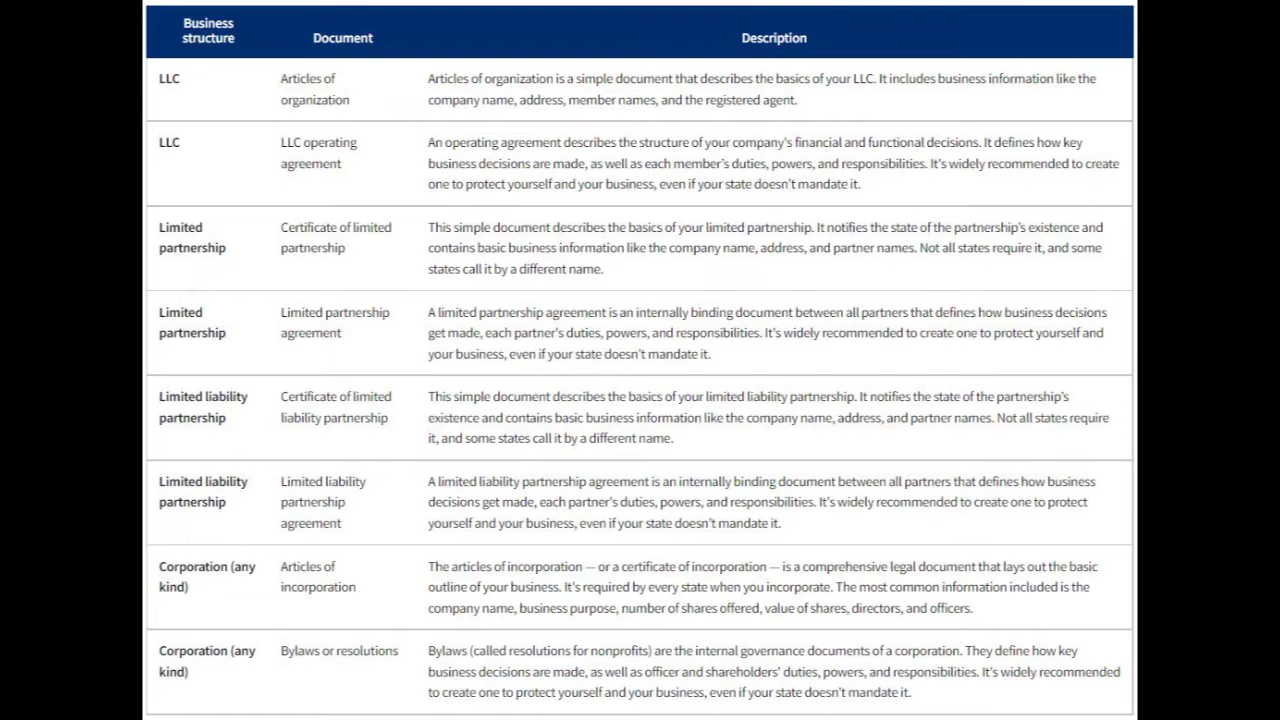 Business
structure
Document
Description
LLC
Articles of
organization
Articles of organization is a simple document that describes the basics of your LLC. It includes business information like the
company name, address, member names, and the registered agent.
LLC
LLC operating
agreement
An operating agreement describes the structure of your company's financial and functional decisions. It defines how key
business decisions are made, as well as each member's duties, powers, and responsibilities. It's widely recommended to create
one to protect yourself and your business, even if your state doesn't mandate it.
Limited
partnership
Certificate of limited
partnership
This simple document describes the basics of your limited partnership. It notifies the state of the partnership's existence and
contains basic business information like the company name, address, and partner names. Not all states require it, and some
states call it by a different name.
Limited
partnership
Limited partnership
agreement
A limited partnership agreement is an internally binding document between all partners that defines how business decisions
get made, each partner's duties, powers, and responsibilities. It's widely recommended to create one to protect yourself and
your business, even if your state doesn't mandate it.
Limited liability
partnership
Certificate of limited
liability partnership
This simple document describes the basics of your limited liability partnership. It notifies the state of the partnership's
existence and contains basic business information like the company name, address, and partner names. Not all states require
it, and some states call it by a different name.
Limited liability
partnership
Limited liability
partnership
agreement
A limited liability partnership agreement is an internally binding document between all partners that defines how business
decisions get made, each partner's duties, powers, and responsibilities. It's widely recommended to create one to protect
yourself and your business, even if your state doesn't mandate it.
Corporation (any
kind)
Articles of
incorporation
The articles of incorporation — or a certificate of incorporation — is a comprehensive legal document that lays out the basic
outline of your business. It's required by every state when you incorporate. The most common information included is the
company name, business purpose, number of shares offered, value of shares, directors, and officers.
Corporation (any
kind)
Bylaws or resolutions
Bylaws (called resolutions for nonprofits) are the internal governance documents of a corporation. They define how key
business decisions are made, as well as officer and shareholders' duties, powers, and responsibilities. It's widely recommended
to create one to protect yourself and your business, even if your state doesn't mandate it.